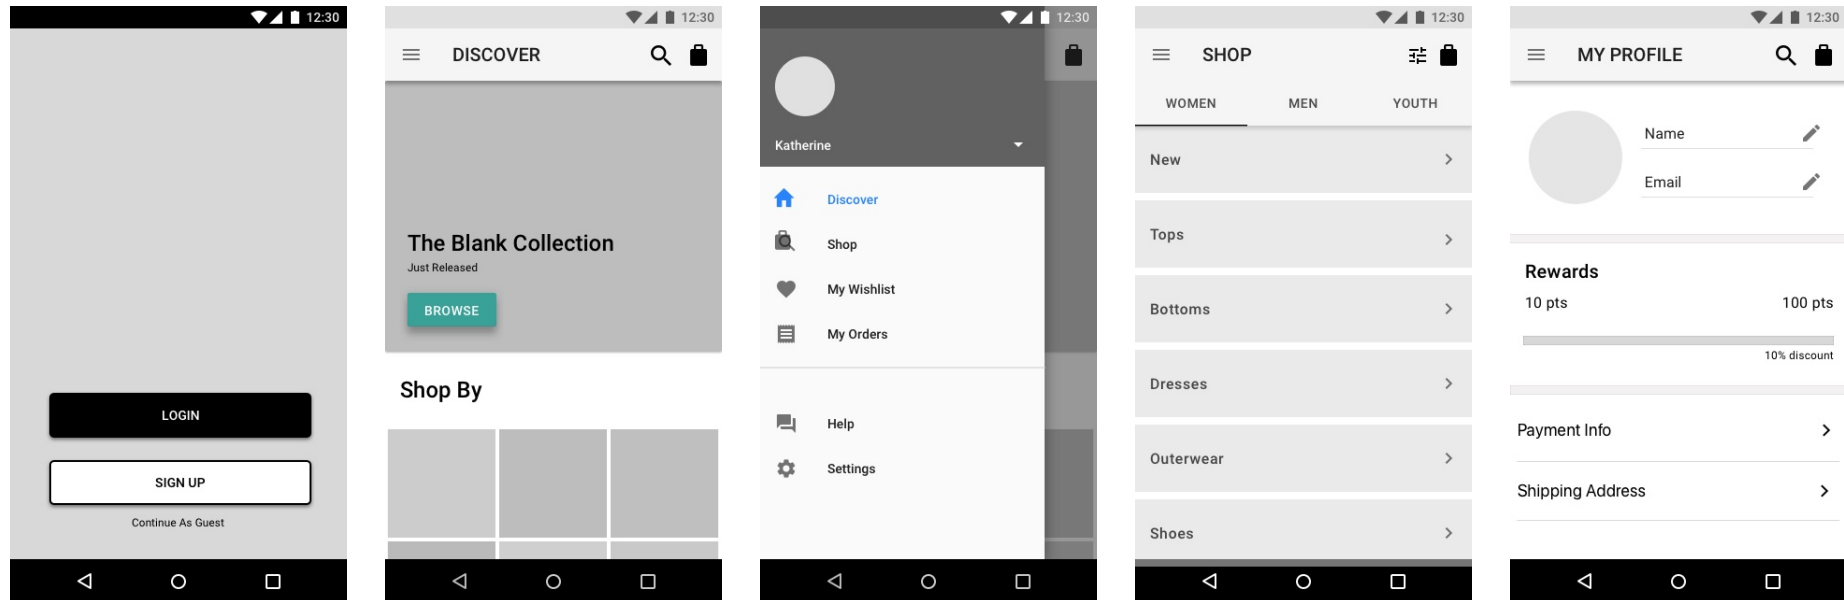 12:30
LOGIN
SIGN UP
Continue As Guest
12:30
DISCOVER
The Blank Collection
Just Released
BROWSE
Shop By
12:30
Katherine
Discover
Shop
My Wishlist
My Orders
Help
Settings
12:30
SHOP
WOMEN MEN YOUTH
New
Tops
Bottoms
Dresses
Outerwear
Shoes
12:30
MY PROFILE
Name
Email
Rewards
10 pts 100 pts
10% discount
Payment Info
Shipping Address